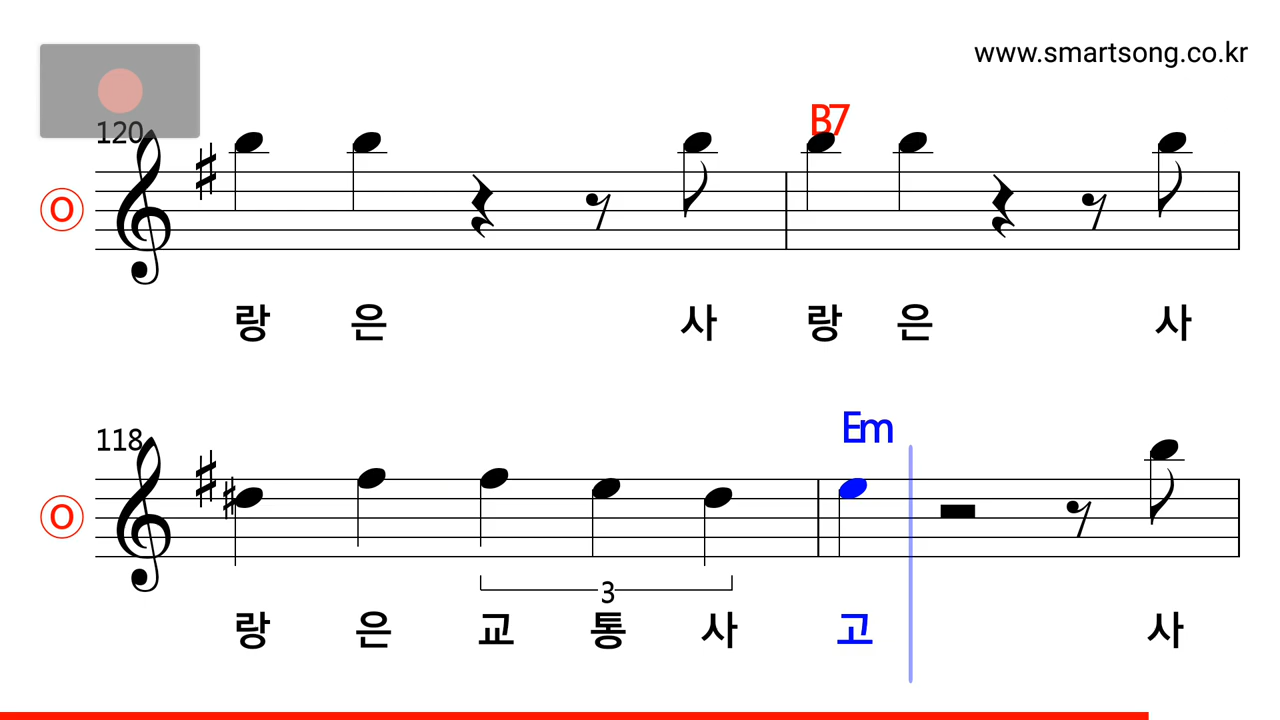 www.smartsong.co.kr
B7
120
O
랑 은 사 랑 은 사
Em
118
O
3
랑 은 교 통 사 고 사